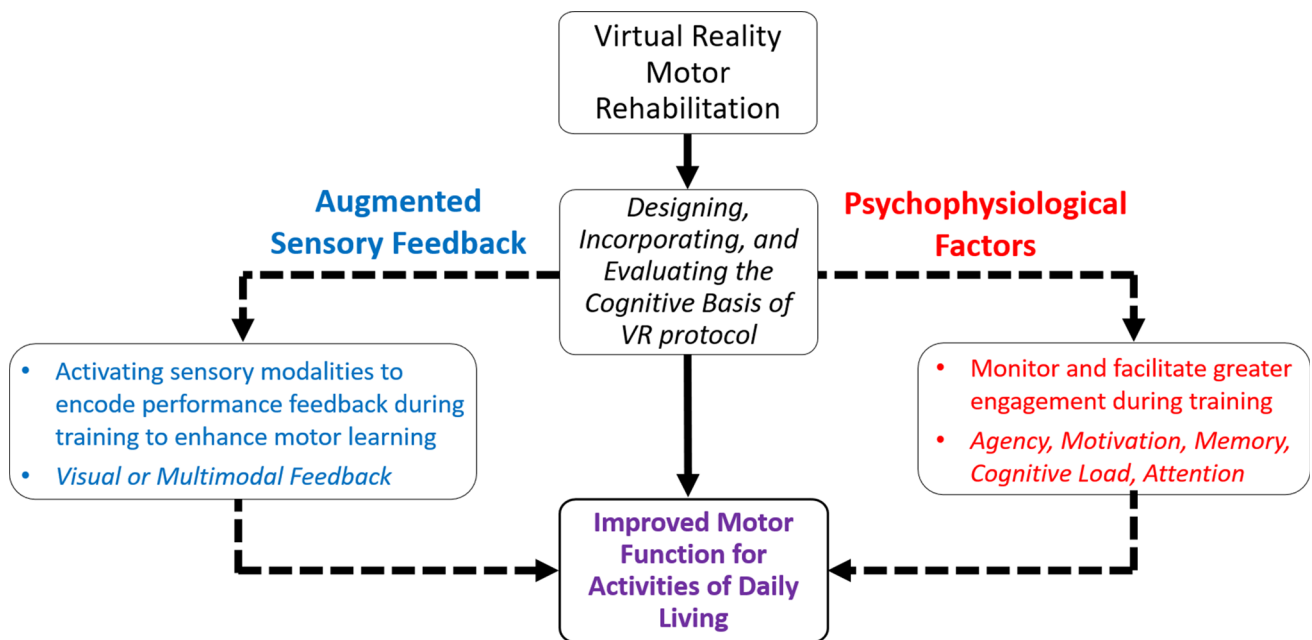 Virtual Reality
Motor
Rehabilitation
Augmented
Sensory Feedback
Designing,
Incorporating, and
Evaluating the
Cognitive Basis of
VR protocol
Psychophysiological
Factors
• Activating sensory modalities to
encode performance feedback during
training to enhance motor learning
• Visual or Multimodal Feedback
• Monitor and facilitate greater
engagement during training
• Agency, Motivation, Memory,
Cognitive Load, Attention
Improved Motor
Function for
Activities of Daily
Living